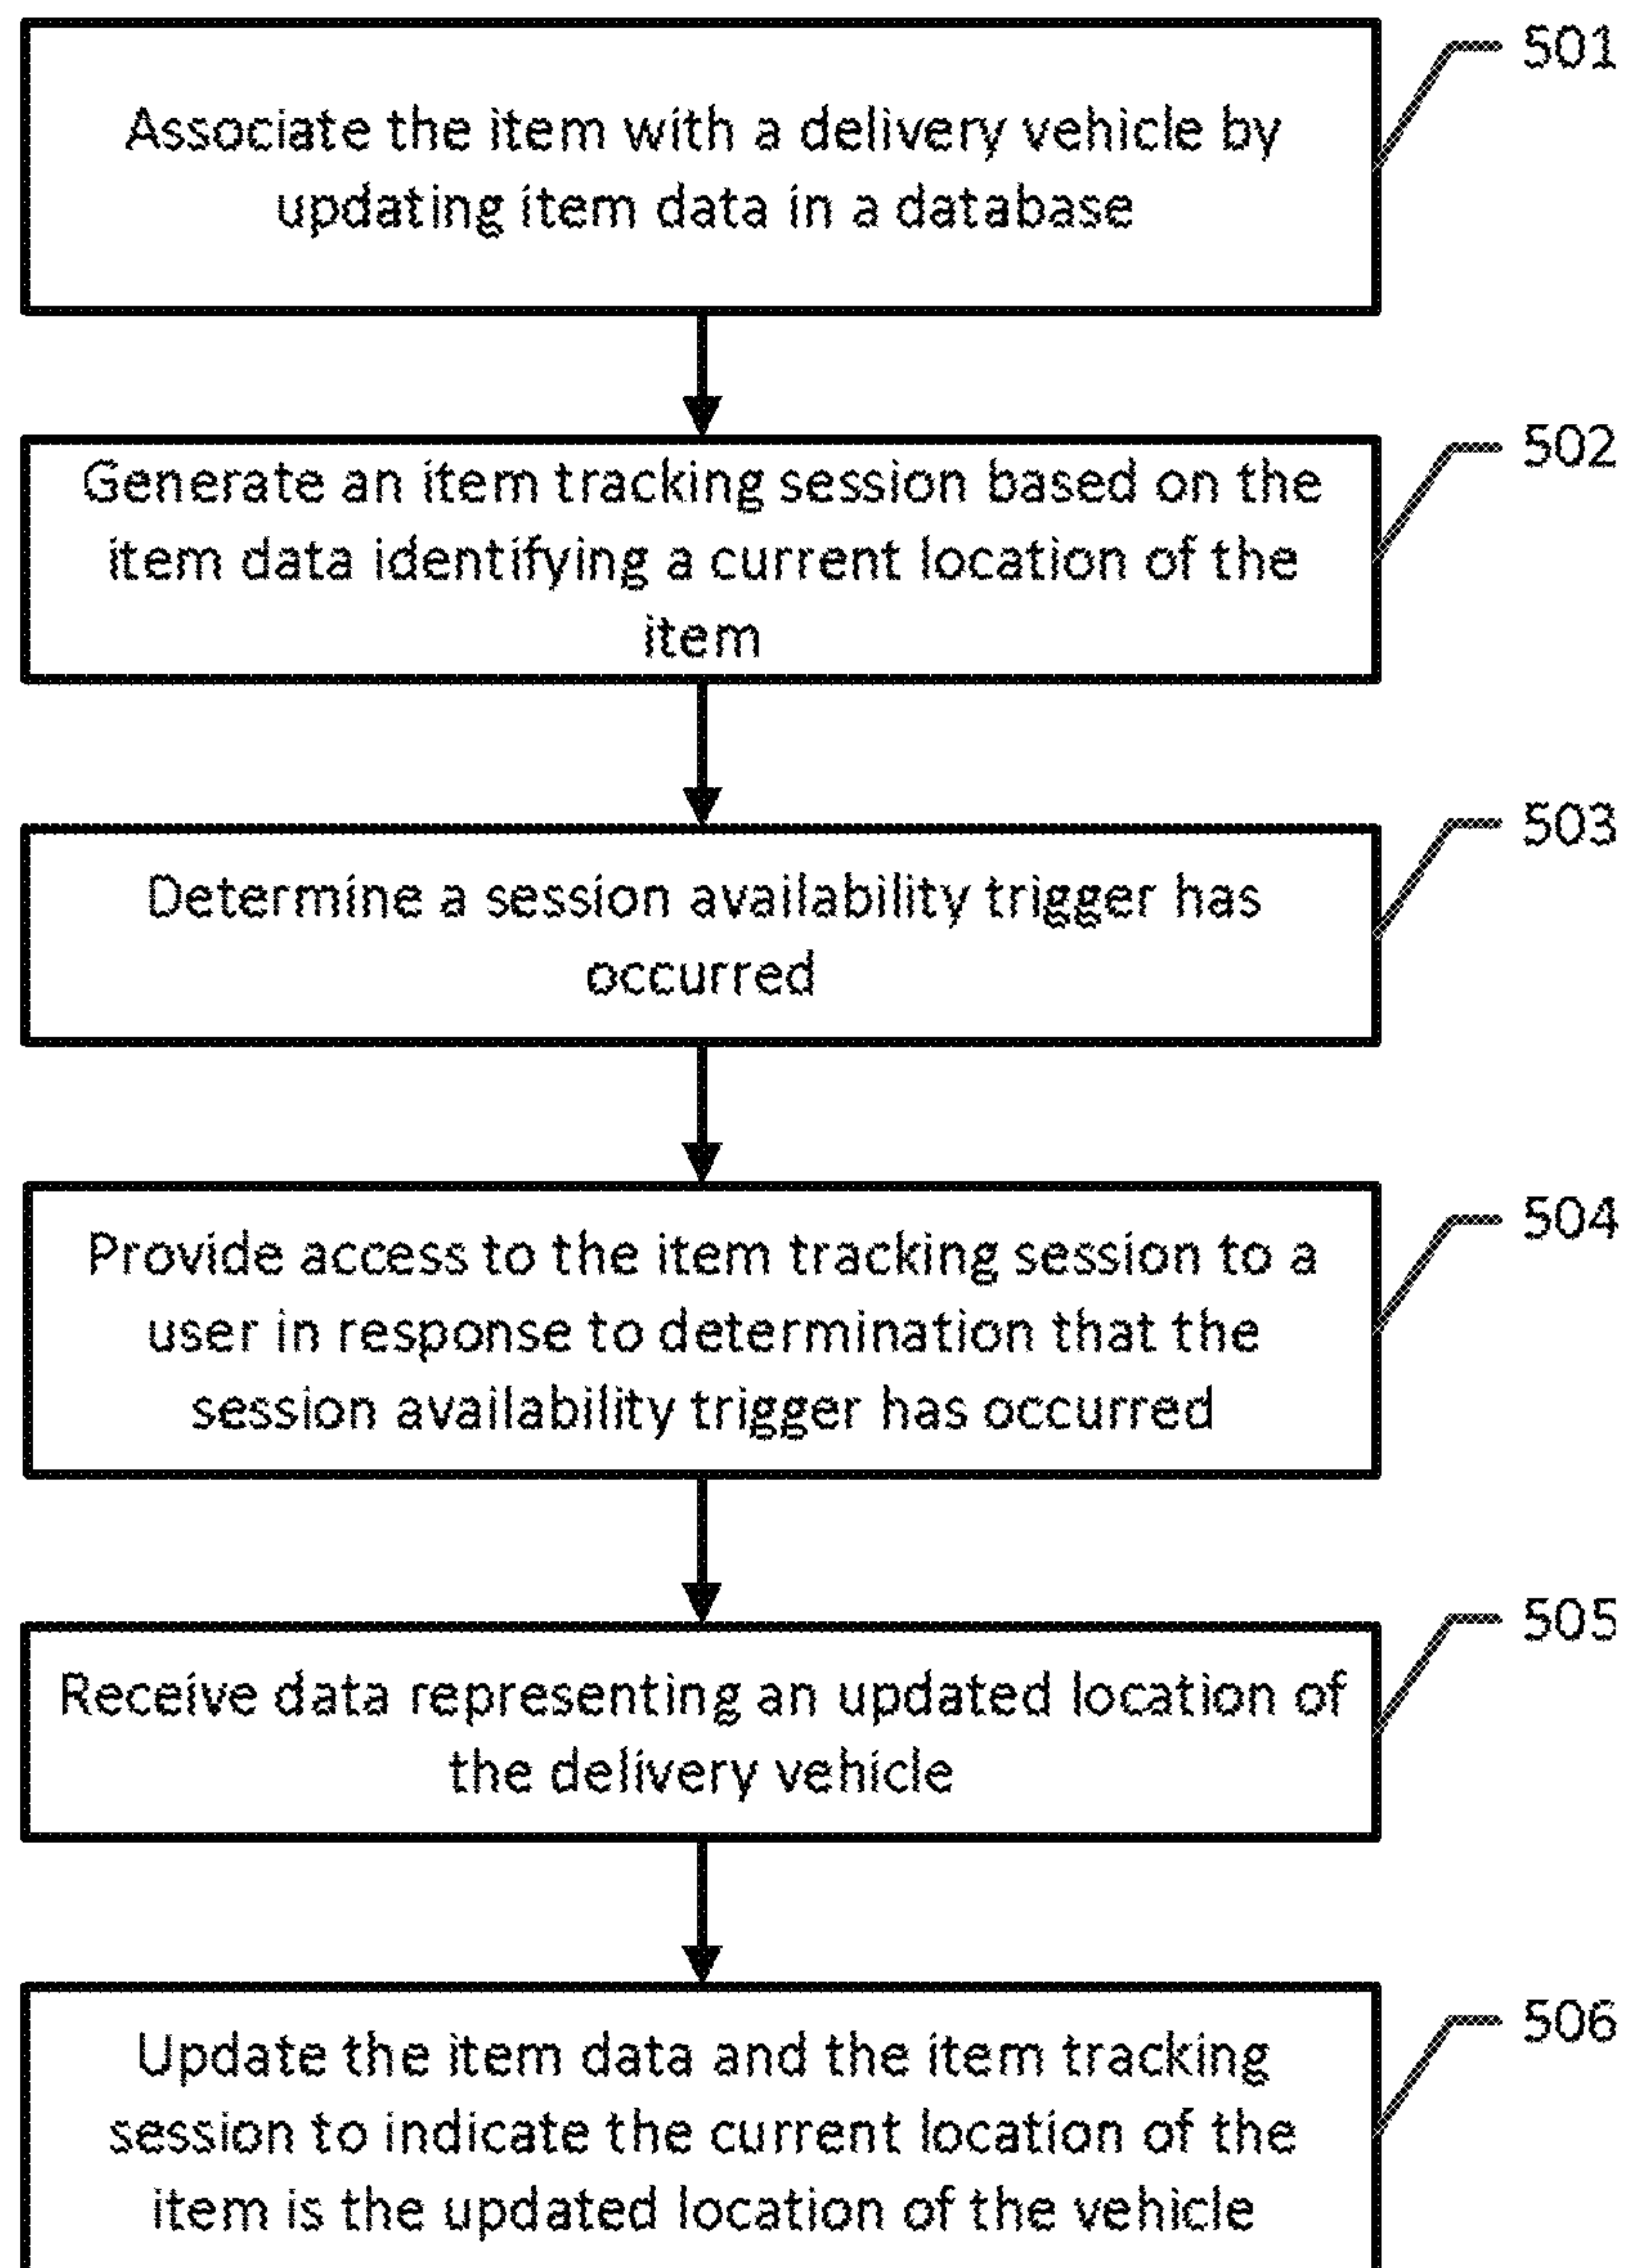 501
Associate the item with a delivery vehicle by
updating item data in a database
502
Generate an item tracking session based on the
item data identifying a current location of the
item
503
Determine a session availability trigger has
occurred
504
Provide access to the item tracking session to a
user in response to determination that the
session availability trigger has occurred
505
Receive data representing an updated location of
the delivery vehicle
506
Update the item data and the item tracking
session to indicate the current location of the
item is the updated location of the vehicle